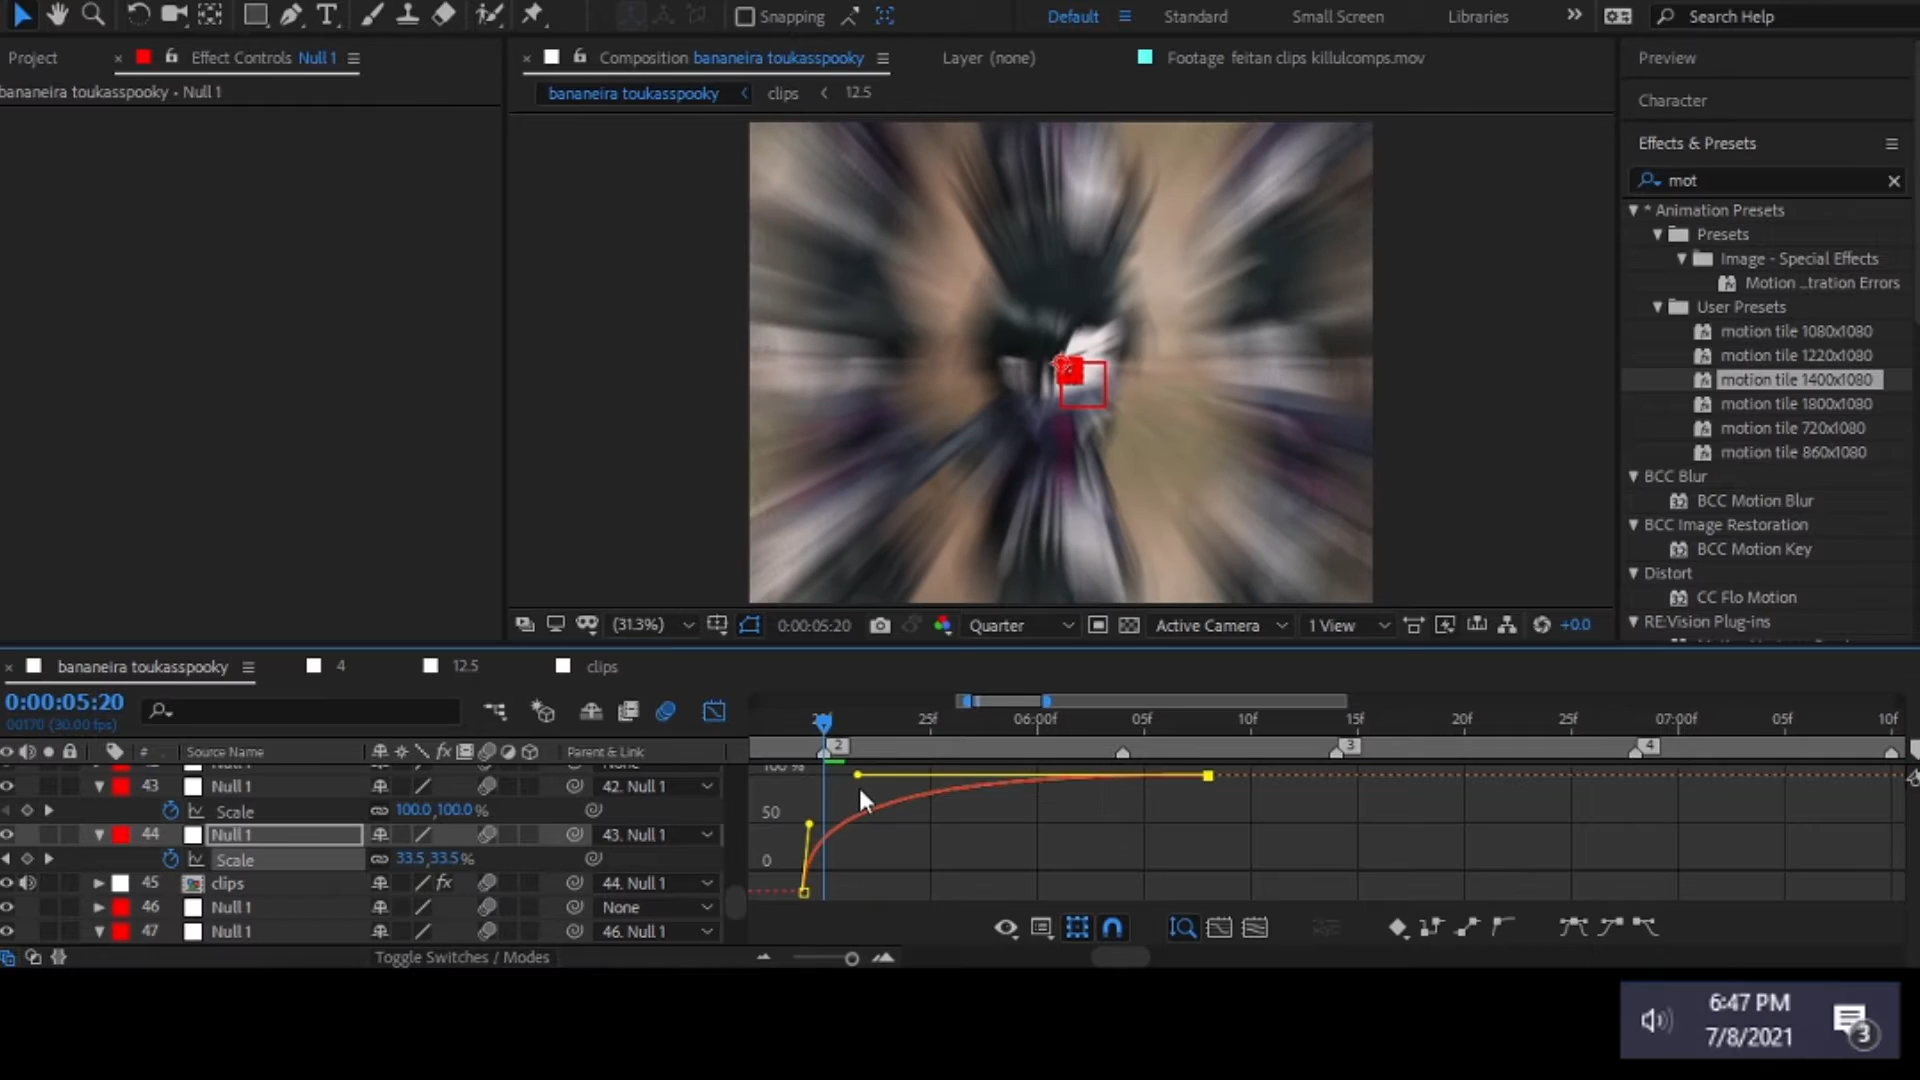 T
Snapping
Default
Standard
Small Screen
Libraries
Search Help
Project
Effect Controls Null 1
Composition bananeira toukasspooky
Layer (none)
Footage feitan clips killulcomps.mov
Preview
bananeira toukasspooky • Null 1
bananeira toukasspooky
clips
12.5
Character
Effects & Presets
mot
* Animation Presets
Presets
Image - Special Effects
Motion ...tration Errors
User Presets
motion tile 1080x1080
motion tile 1220x1080
motion tile 1400x1080
motion tile 1800x1080
motion tile 720x1080
motion tile 860x1080
BCC Blur
BCC Motion Blur
BCC Image Restoration
BCC Motion Key
Distort
CC Flo Motion
RE:Vision Plug-ins
(31.3%)
0:00:05:20
Quarter
Active Camera
1 View
+0.0
bananeira toukasspooky
4
12.5
clips
0:00:05:20
00170 (30.00 fps)
25f
06:00f
05f
10f
15f
20f
25f
07:00f
05f
10f
#
Source Name
fx
Parent & Link
2
3
4
100 %
50
0
43
Null 1
42. Null 1
Scale
100.0,100.0 %
44
Null 1
43. Null 1
Scale
33.5,33.5 %
45
clips
fx
44. Null 1
46
Null 1
None
47
Null 1
46. Null 1
Toggle Switches / Modes
6:47 PM
7/8/2021
3